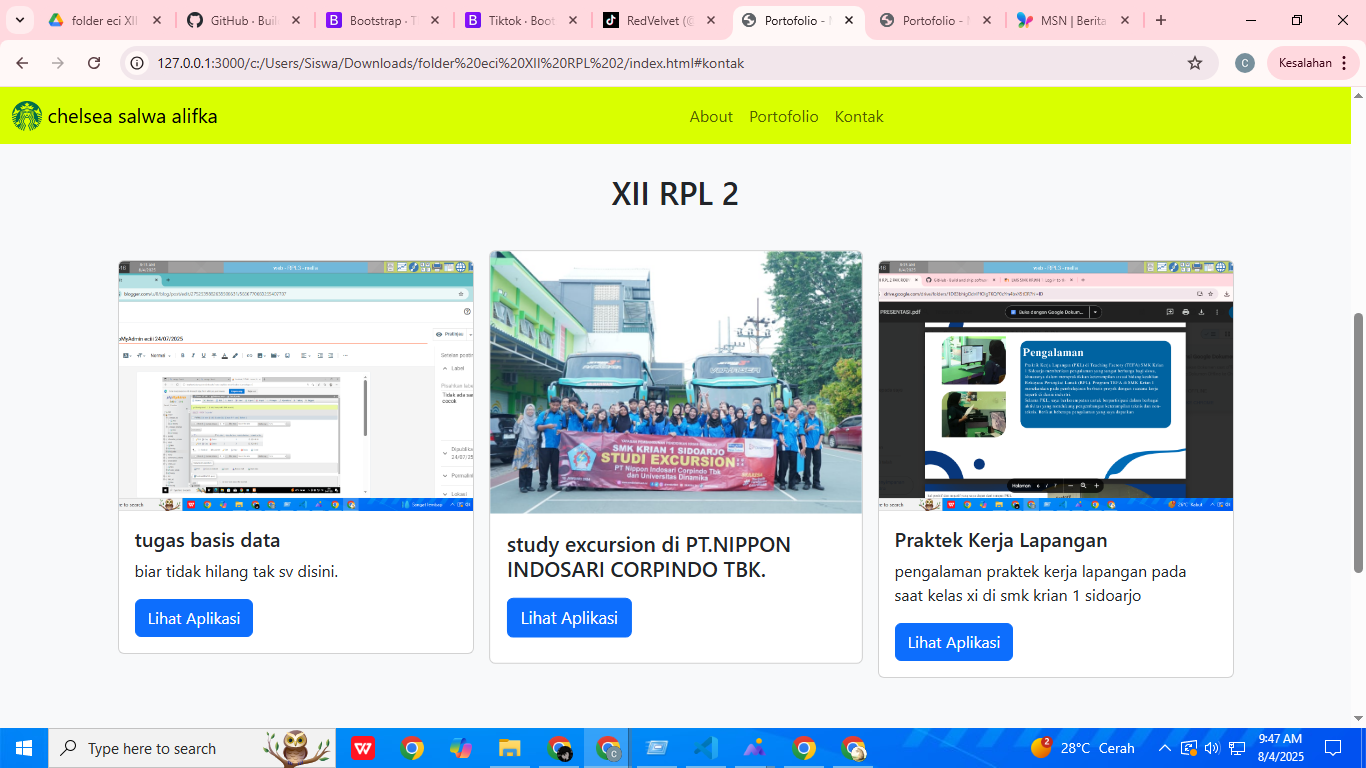 folder eci XII
GitHub · Buil
Bootstrap · T
Tiktok · Boot
RedVelvet (@
Portofolio -
Portofolio -
MSN | Berita
127.0.0.1:3000/c:/Users/Siswa/Downloads/folder%20eci%20XII%20RPL%202/index.html#kontak
C
Kesalahan
chelsea salwa alifka
About
Portofolio
Kontak
XII RPL 2
SMK KRIAN 1 SIDOARJO
STUDI EXCURSION
PT Nippon Indosari Corpindo Tbk
dan Universitas Dinamika
PRESENTASI.pdf
Pengalaman
tugas basis data
biar tidak hilang tak sv disini.
Lihat Aplikasi
study excursion di PT.NIPPON
INDOSARI CORPINDO TBK.
Lihat Aplikasi
Praktek Kerja Lapangan
pengalaman praktek kerja lapangan pada
saat kelas xi di smk krian 1 sidoarjo
Lihat Aplikasi
Type here to search
2
28°C Cerah
9:47 AM
8/4/2025